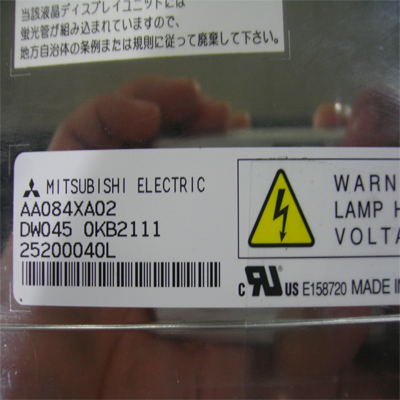 当該液晶ディスプレイユニットには
蛍光管が組み込まれていますので、
地方自治体の条例または規則に従って廃棄して下さい。
MITSUBISHI ELECTRIC
AA084XA02
DW045 0KB2111
25200040L
WARN
LAMP H
VOLTA
c RU US E158720 MADE IN